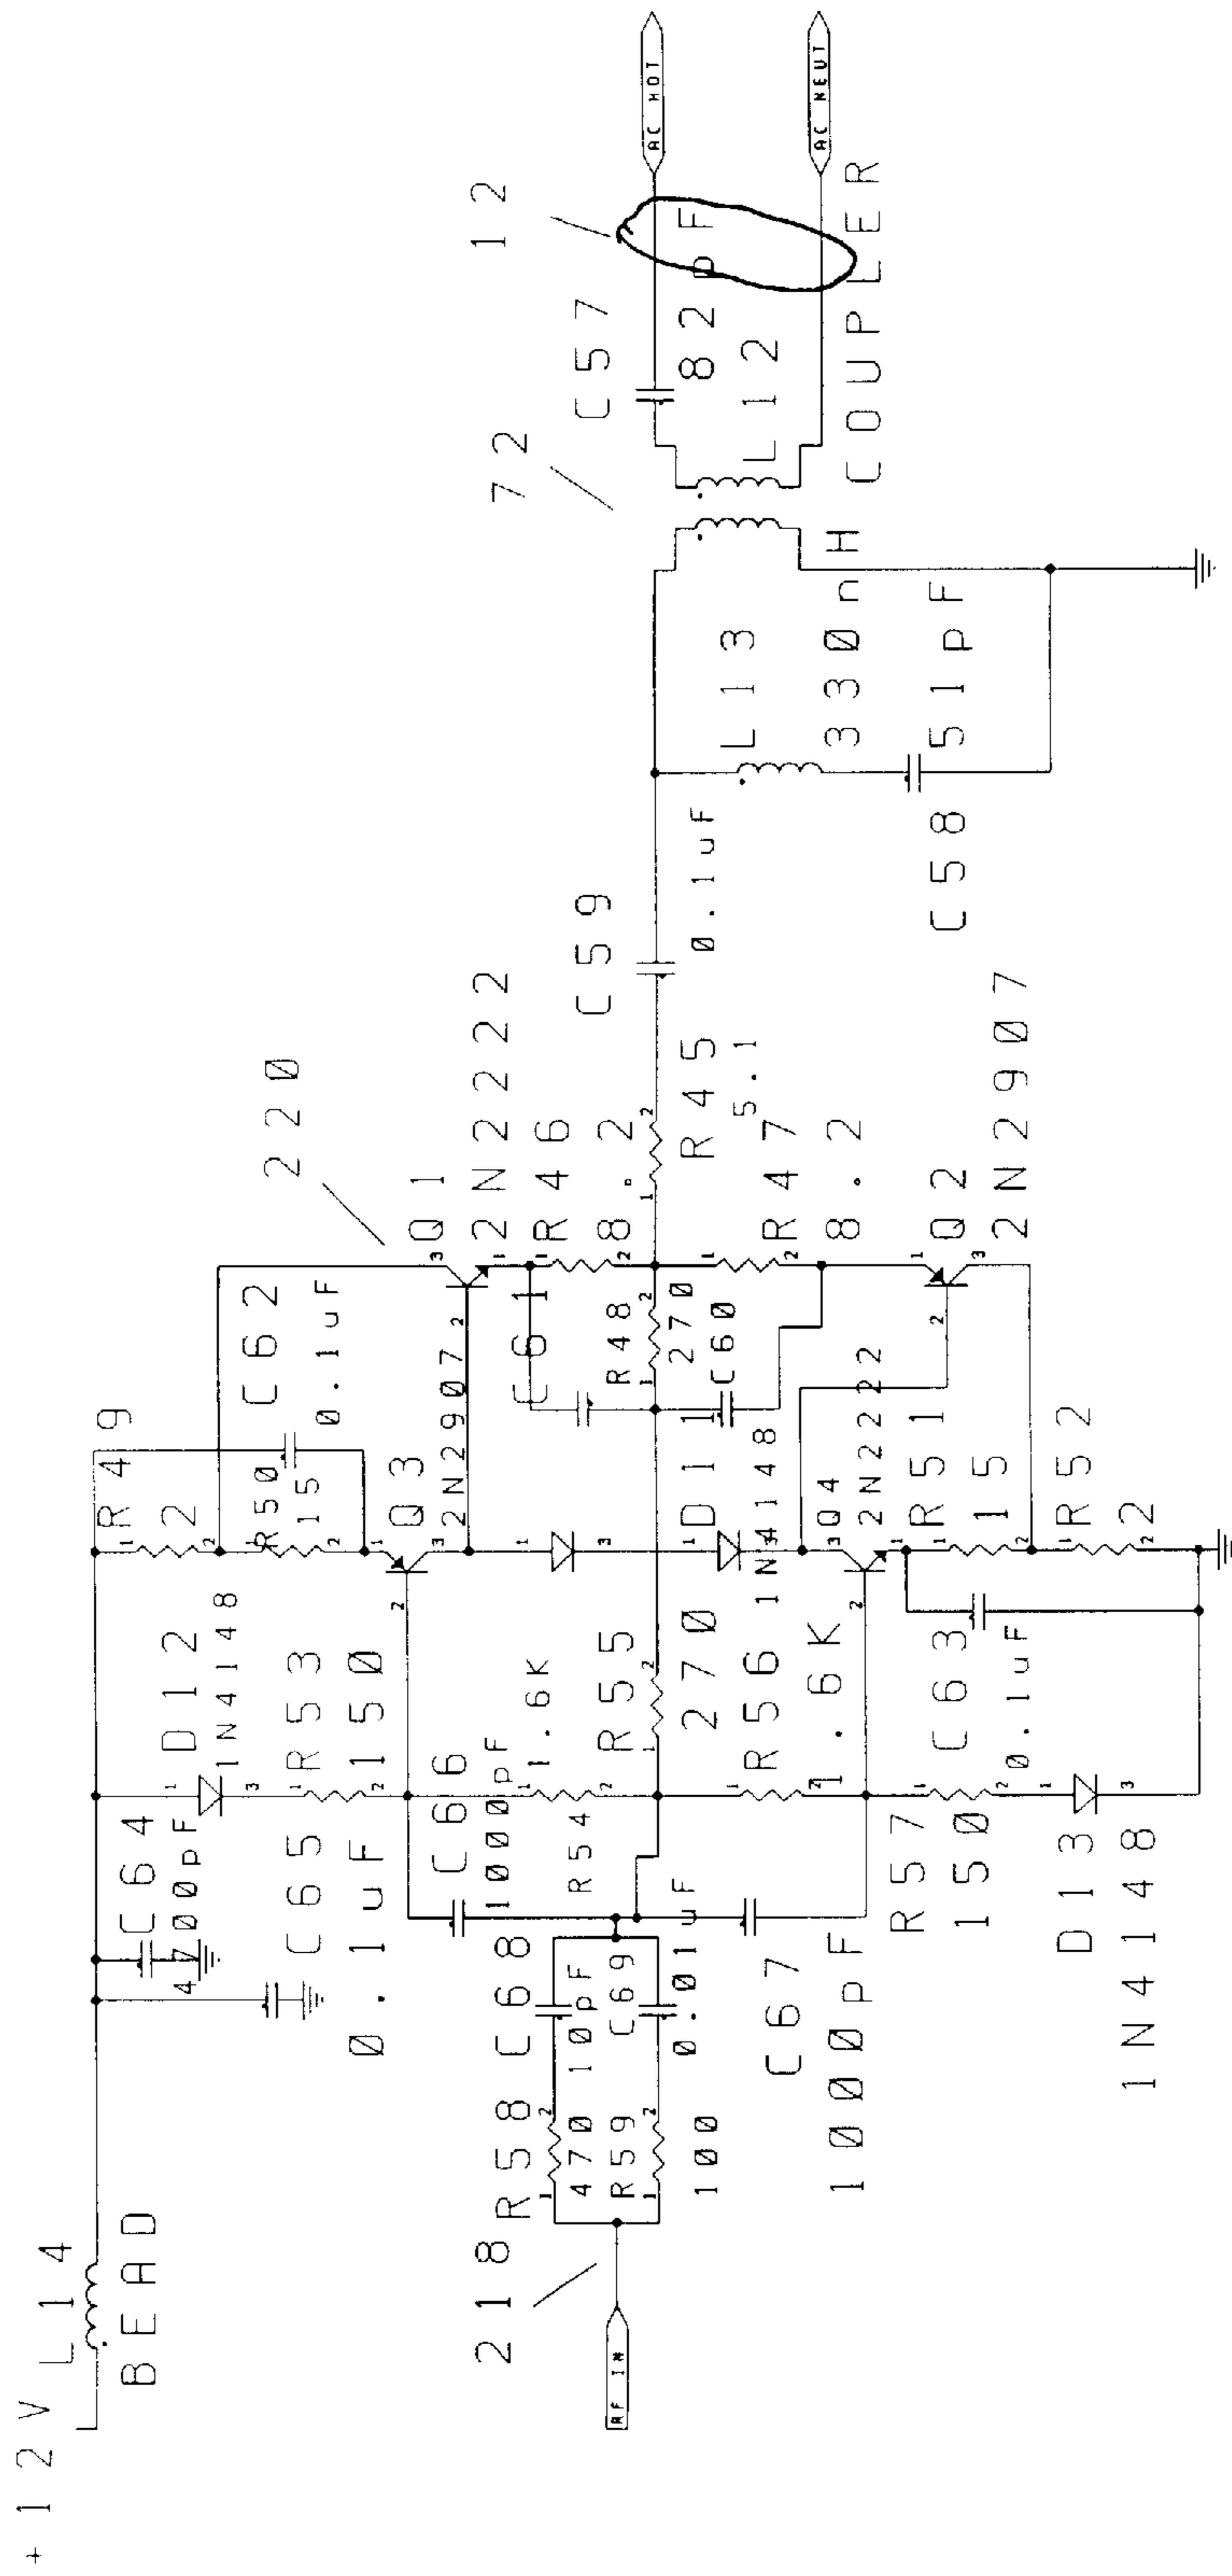 +12V
L14
BEAD
C64
4700pF
C65
0.1uF
D12
1N4148
R53
150
R49
2
R50
15
C62
0.1uF
220
Q1
2N2222
Q3
2N2907
C66
1000pF
1.6K
R54
C61
R46
8.2
R48
270
C60
R45
5.1
R47
8.2
Q2
2N2907
C59
0.1uF
218
RF IN
R58
470
C68
10pF
R59
100
C69
0.01uF
C67
1000pF
R55
270
R56
1.6K
D11
1N4148
Q4
2N2222
R51
15
R52
2
C63
0.1uF
R57
150
D13
1N4148
L13
330nH
C58
51pF
72
C57
82pF
L12
COUPLER
12
AC HOT
AC NEUT